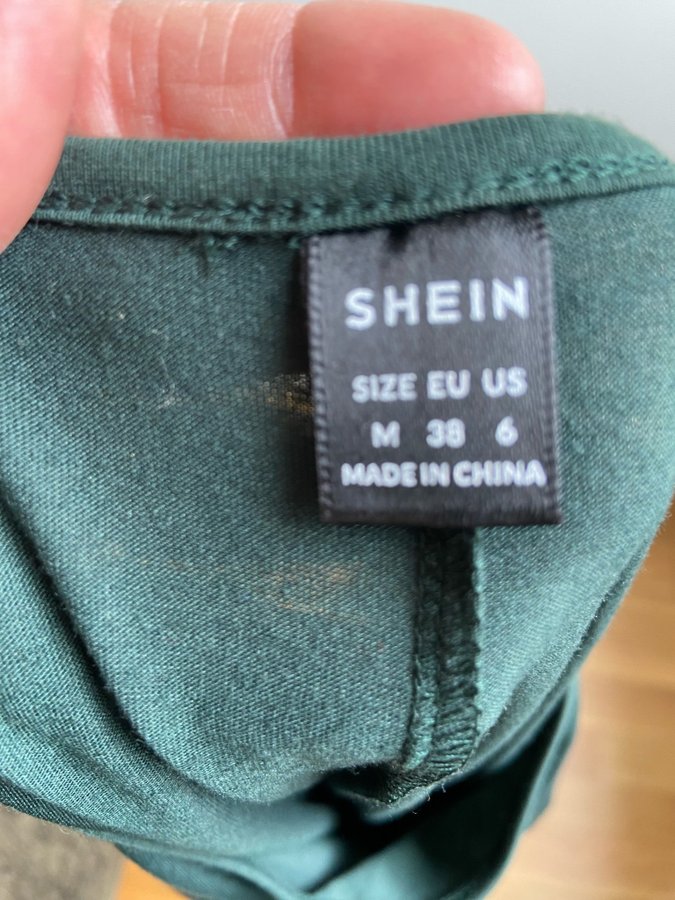 SHEIN
SIZE EU US
M 38 6
MADE IN CHINA